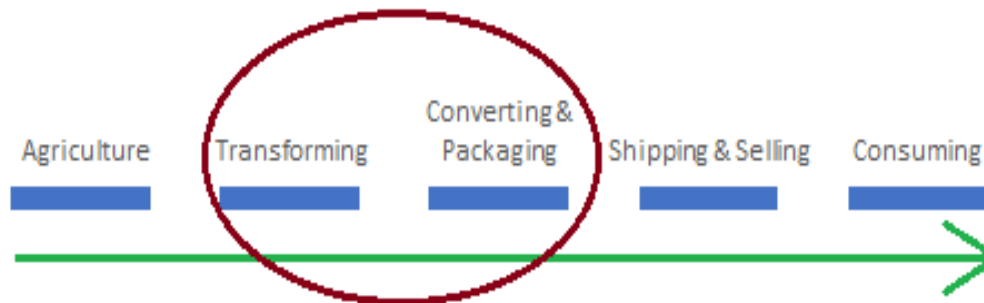 Agriculture
Transforming
Converting &
Packaging
Shipping & Selling
Consuming